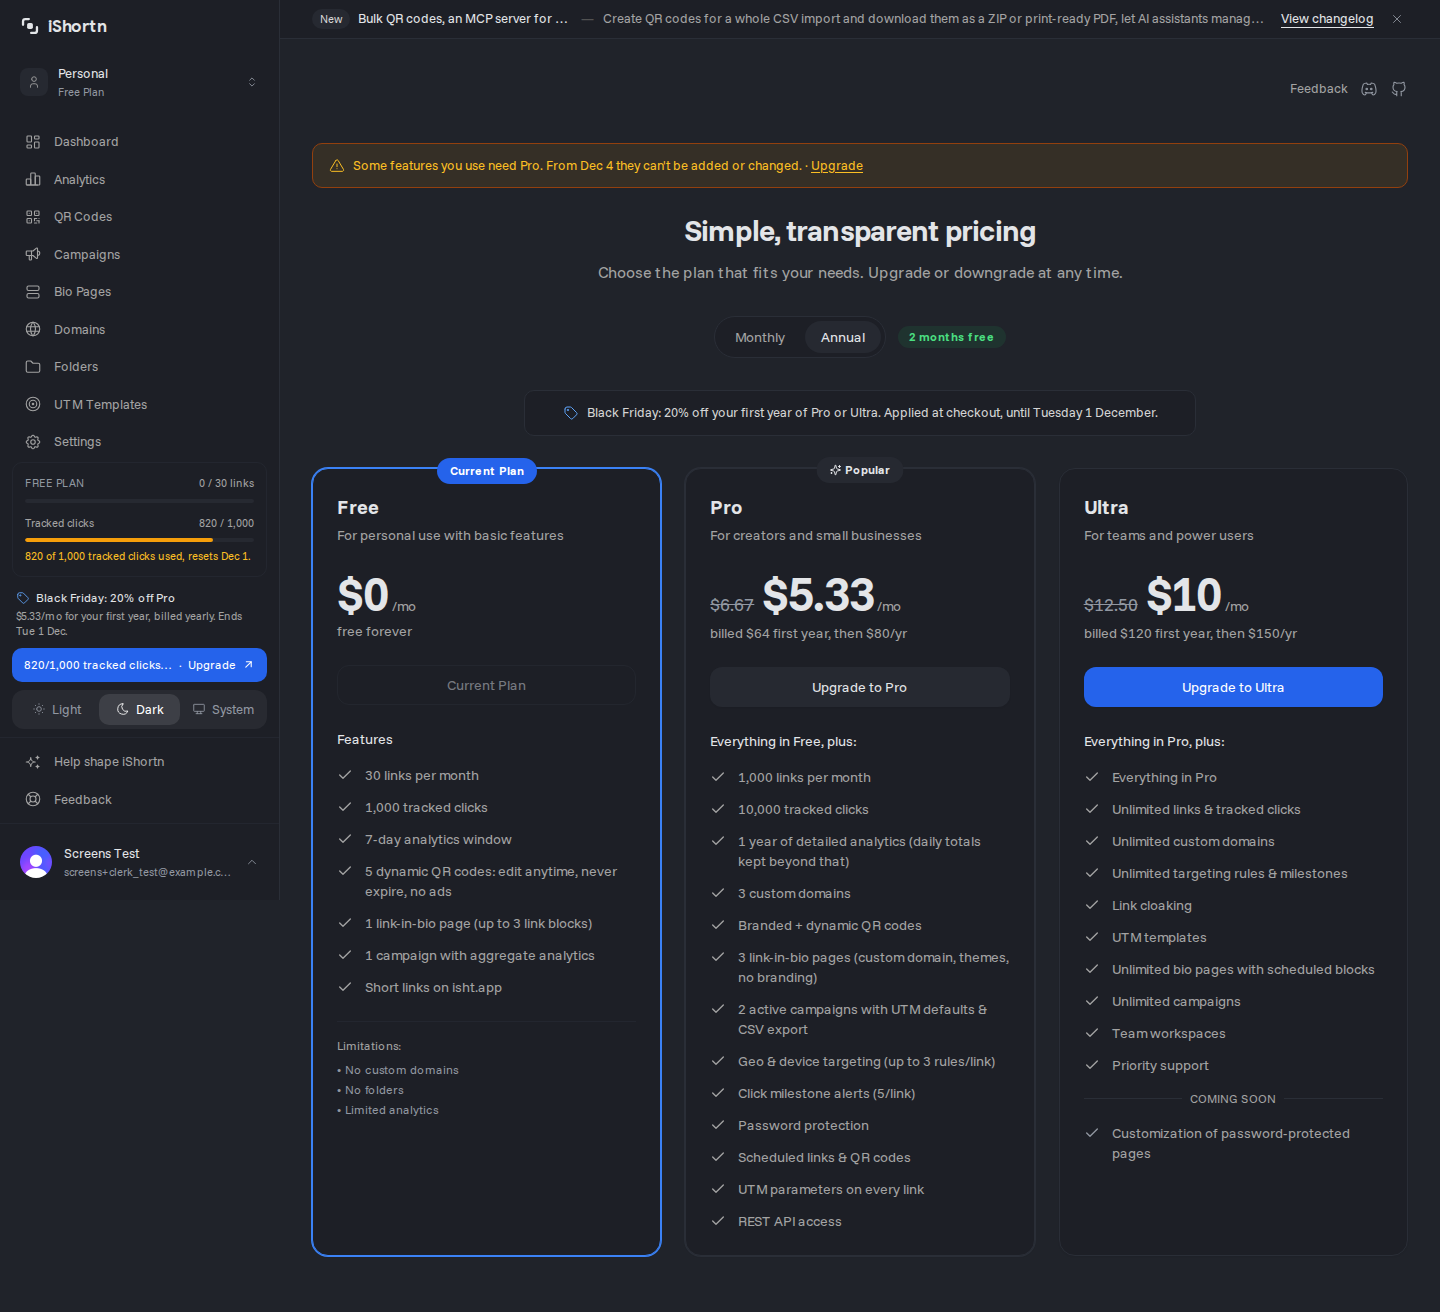 iShortn
Personal
Free Plan
Dashboard
Analytics
QR Codes
Campaigns
Bio Pages
Domains
Folders
UTM Templates
Settings
FREE PLAN 0 / 30 links
Tracked clicks 820 / 1,000
820 of 1,000 tracked clicks used, resets Dec 1.
Black Friday: 20% off Pro
$5.33/mo for your first year, billed yearly. Ends
Tue 1 Dec.
820/1,000 tracked clicks... · Upgrade
Light Dark System
Help shape iShortn
Feedback
Screens Test
screens+clerk_test@example.c...
New Bulk QR codes, an MCP server for ... — Create QR codes for a whole CSV import and download them as a ZIP or print-ready PDF, let AI assistants manag... View changelog
Feedback
Some features you use need Pro. From Dec 4 they can't be added or changed. · Upgrade
Simple, transparent pricing
Choose the plan that fits your needs. Upgrade or downgrade at any time.
Monthly Annual 2 months free
Black Friday: 20% off your first year of Pro or Ultra. Applied at checkout, until Tuesday 1 December.
Current Plan
Free
For personal use with basic features
$0 /mo
free forever
Current Plan
Features
30 links per month
1,000 tracked clicks
7-day analytics window
5 dynamic QR codes: edit anytime, never
expire, no ads
1 link-in-bio page (up to 3 link blocks)
1 campaign with aggregate analytics
Short links on isht.app
Limitations:
• No custom domains
• No folders
• Limited analytics
Popular
Pro
For creators and small businesses
$6.67 $5.33 /mo
billed $64 first year, then $80/yr
Upgrade to Pro
Everything in Free, plus:
1,000 links per month
10,000 tracked clicks
1 year of detailed analytics (daily totals
kept beyond that)
3 custom domains
Branded + dynamic QR codes
3 link-in-bio pages (custom domain, themes,
no branding)
2 active campaigns with UTM defaults &
CSV export
Geo & device targeting (up to 3 rules/link)
Click milestone alerts (5/link)
Password protection
Scheduled links & QR codes
UTM parameters on every link
REST API access
Ultra
For teams and power users
$12.50 $10 /mo
billed $120 first year, then $150/yr
Upgrade to Ultra
Everything in Pro, plus:
Everything in Pro
Unlimited links & tracked clicks
Unlimited custom domains
Unlimited targeting rules & milestones
Link cloaking
UTM templates
Unlimited bio pages with scheduled blocks
Unlimited campaigns
Team workspaces
Priority support
COMING SOON
Customization of password-protected
pages